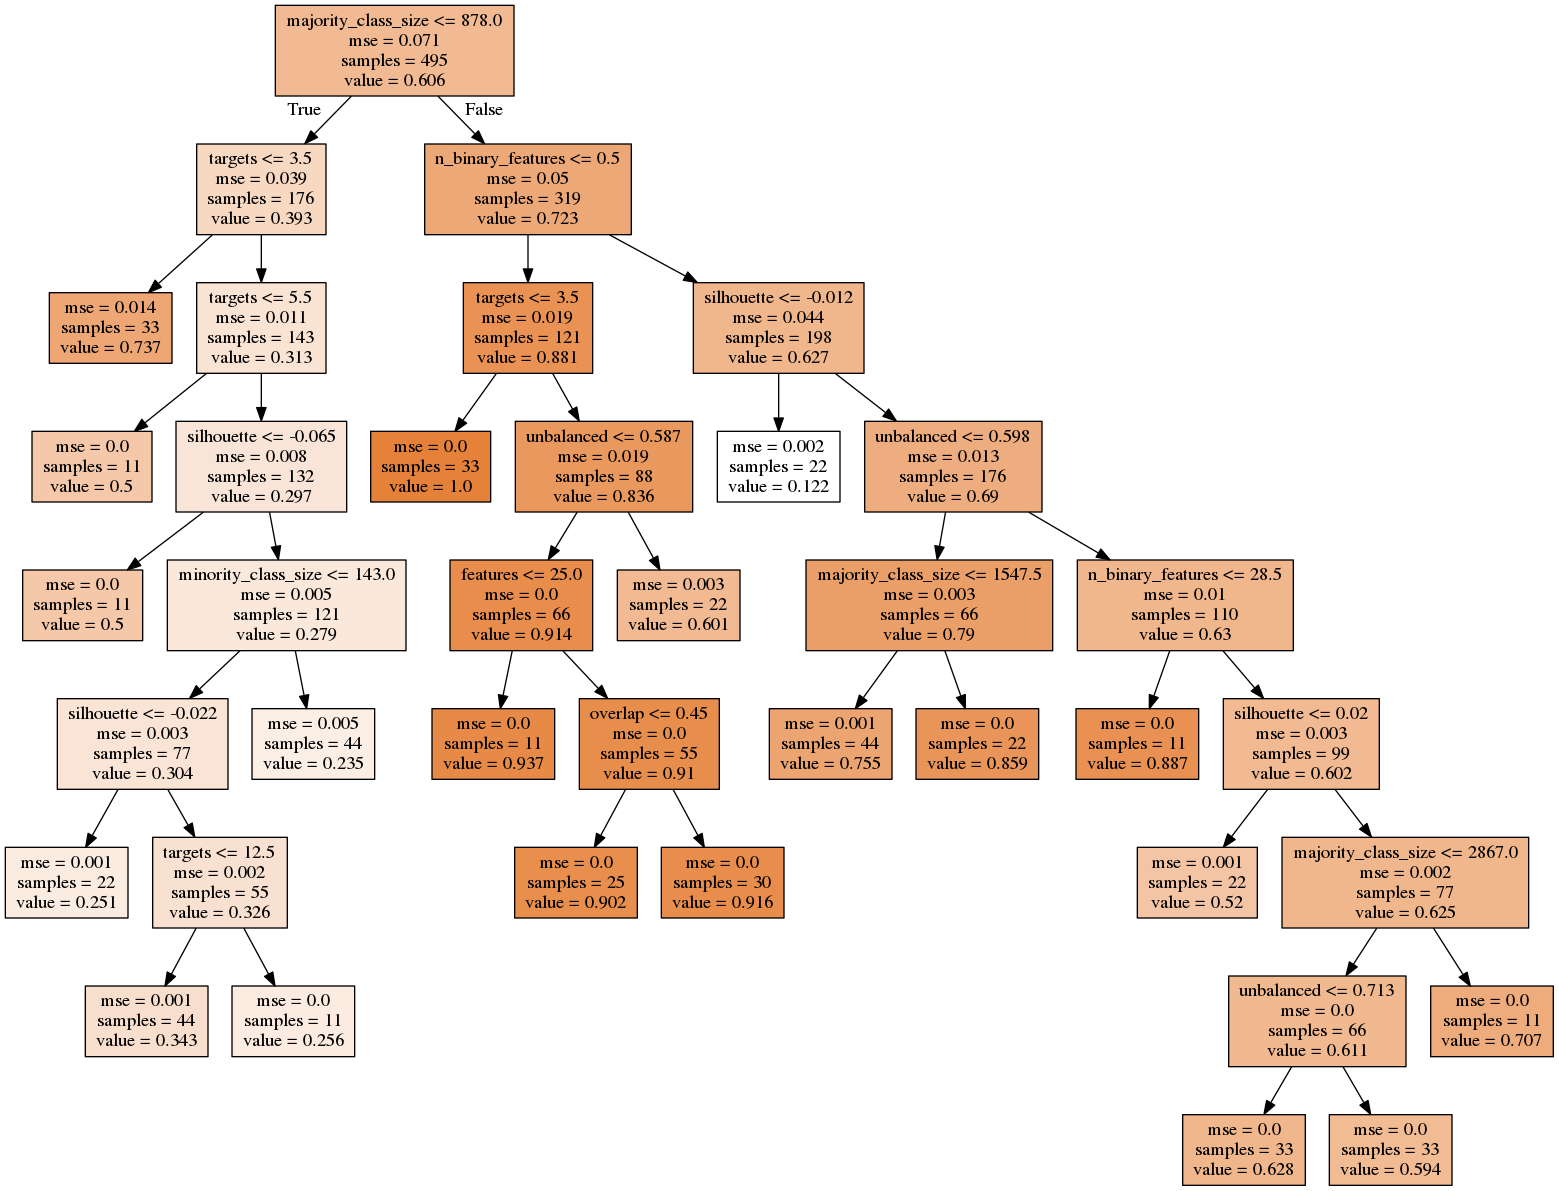 majority_class_size <= 878.0
mse = 0.071
samples = 495
value = 0.606
True
False
targets <= 3.5
mse = 0.039
samples = 176
value = 0.393
n_binary_features <= 0.5
mse = 0.05
samples = 319
value = 0.723
mse = 0.014
samples = 33
value = 0.737
targets <= 5.5
mse = 0.011
samples = 143
value = 0.313
targets <= 3.5
mse = 0.019
samples = 121
value = 0.881
silhouette <= -0.012
mse = 0.044
samples = 198
value = 0.627
mse = 0.0
samples = 11
value = 0.5
silhouette <= -0.065
mse = 0.008
samples = 132
value = 0.297
mse = 0.0
samples = 33
value = 1.0
unbalanced <= 0.587
mse = 0.019
samples = 88
value = 0.836
mse = 0.002
samples = 22
value = 0.122
unbalanced <= 0.598
mse = 0.013
samples = 176
value = 0.69
mse = 0.0
samples = 11
value = 0.5
minority_class_size <= 143.0
mse = 0.005
samples = 121
value = 0.279
features <= 25.0
mse = 0.0
samples = 66
value = 0.914
mse = 0.003
samples = 22
value = 0.601
majority_class_size <= 1547.5
mse = 0.003
samples = 66
value = 0.79
n_binary_features <= 28.5
mse = 0.01
samples = 110
value = 0.63
silhouette <= -0.022
mse = 0.003
samples = 77
value = 0.304
mse = 0.005
samples = 44
value = 0.235
mse = 0.0
samples = 11
value = 0.937
overlap <= 0.45
mse = 0.0
samples = 55
value = 0.91
mse = 0.001
samples = 44
value = 0.755
mse = 0.0
samples = 22
value = 0.859
mse = 0.0
samples = 11
value = 0.887
silhouette <= 0.02
mse = 0.003
samples = 99
value = 0.602
mse = 0.001
samples = 22
value = 0.251
targets <= 12.5
mse = 0.002
samples = 55
value = 0.326
mse = 0.0
samples = 25
value = 0.902
mse = 0.0
samples = 30
value = 0.916
mse = 0.001
samples = 22
value = 0.52
majority_class_size <= 2867.0
mse = 0.002
samples = 77
value = 0.625
mse = 0.001
samples = 44
value = 0.343
mse = 0.0
samples = 11
value = 0.256
unbalanced <= 0.713
mse = 0.0
samples = 66
value = 0.611
mse = 0.0
samples = 11
value = 0.707
mse = 0.0
samples = 33
value = 0.628
mse = 0.0
samples = 33
value = 0.594